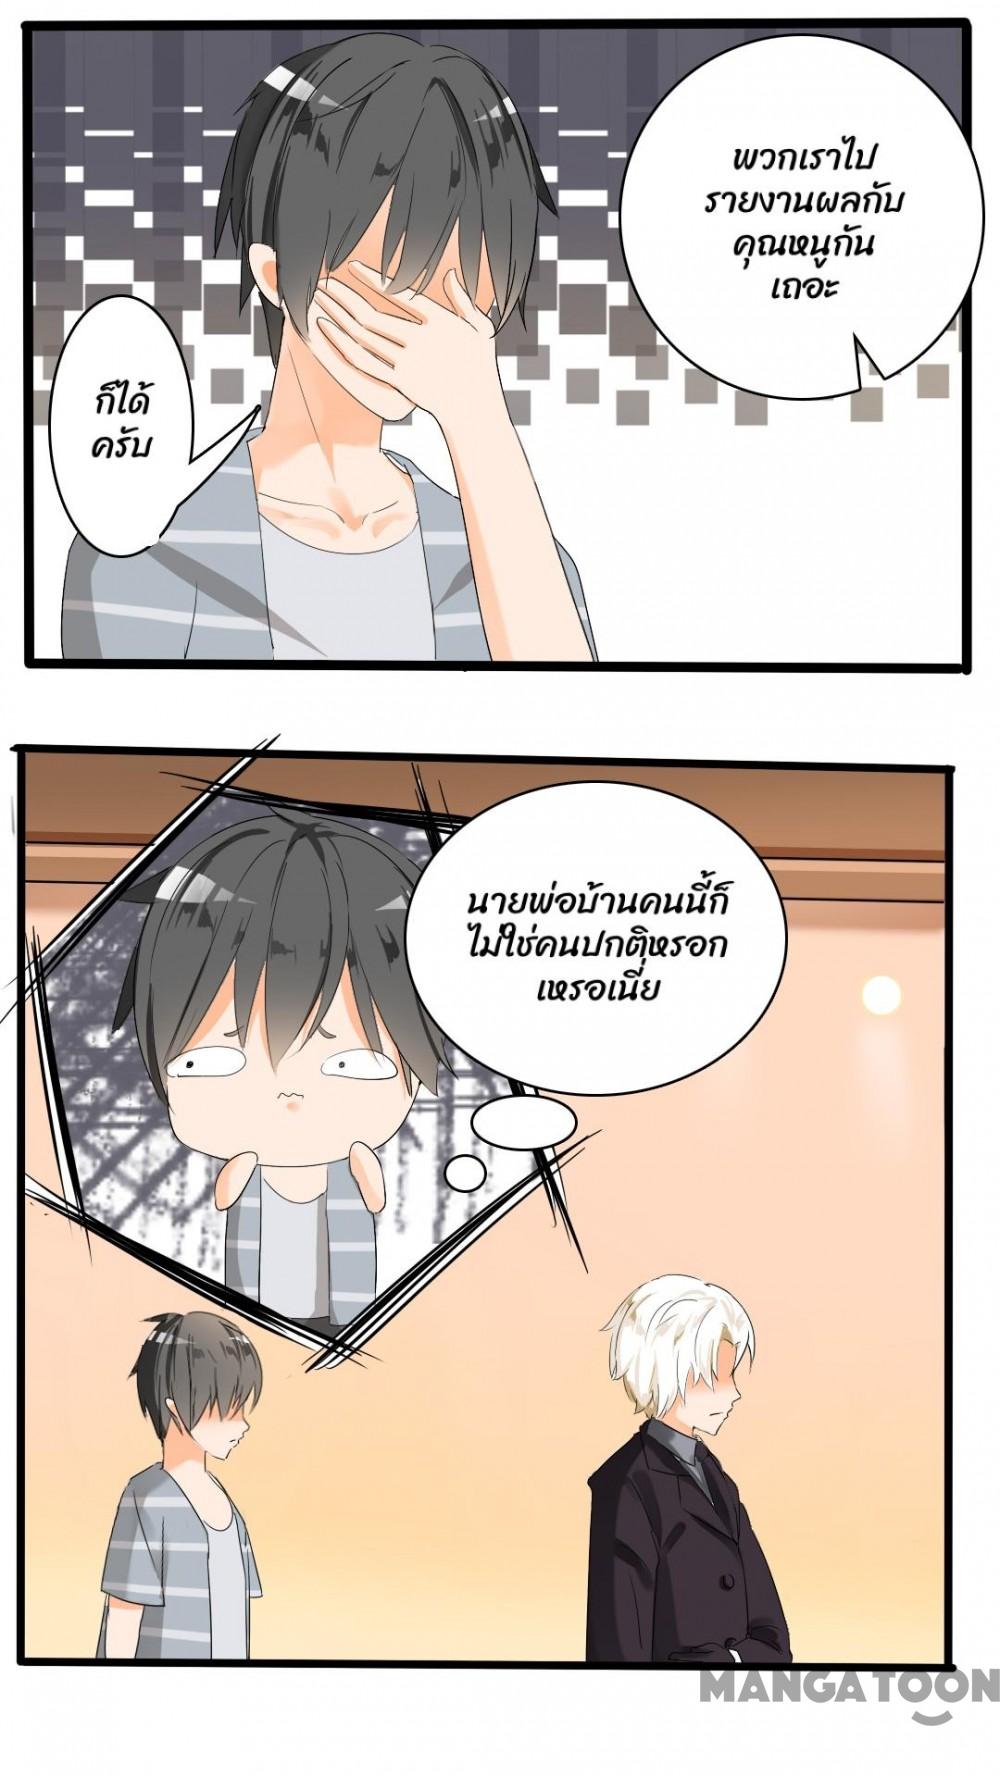 พวกเราไป
รายงานผลกับ
คุณหนูกัน
เถอะ
ก็ได้
ครับ
นายพ่อบ้านคนนี้ก็
ไม่ใช่คนปกติหรอก
เหรอเนี่ย
MANGATOON